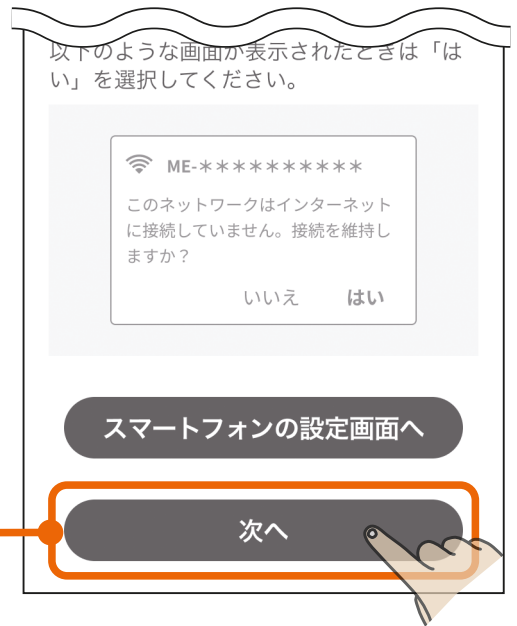 以下のような画面が表示されたときは「は
い」を選択してください。
ME-＊＊＊＊＊＊＊＊＊＊
このネットワークはインターネット
に接続していません。接続を維持し
ますか？
いいえ はい
スマートフォンの設定画面へ
次へ